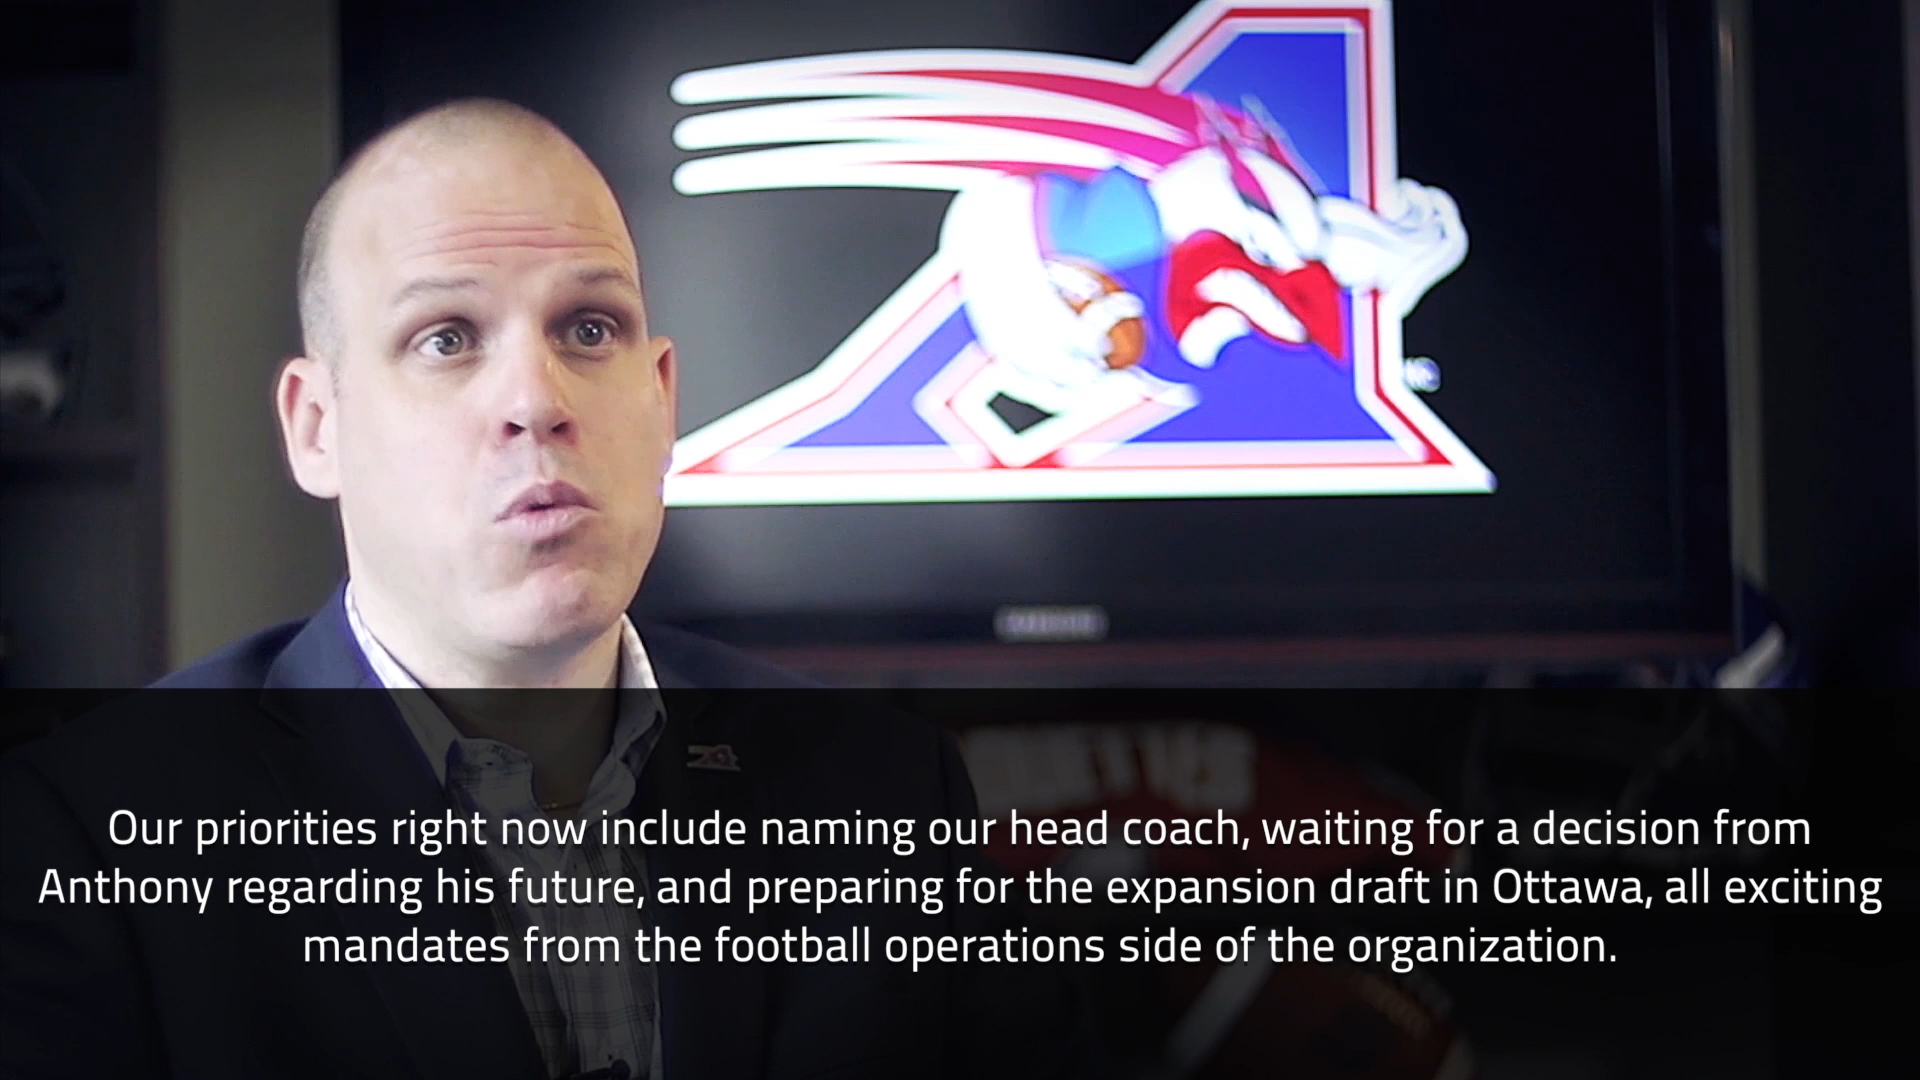 Our priorities right now include naming our head coach, waiting for a decision from
Anthony regarding his future, and preparing for the expansion draft in Ottawa, all exciting
mandates from the football operations side of the organization.